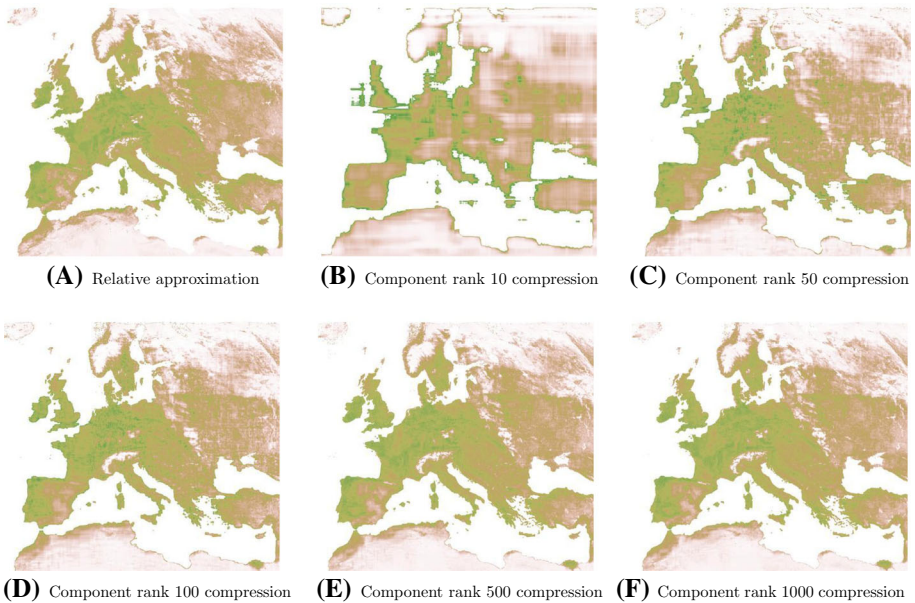 (A) Relative approximation
(B) Component rank 10 compression
(C) Component rank 50 compression
(D) Component rank 100 compression
(E) Component rank 500 compression
(F) Component rank 1000 compression